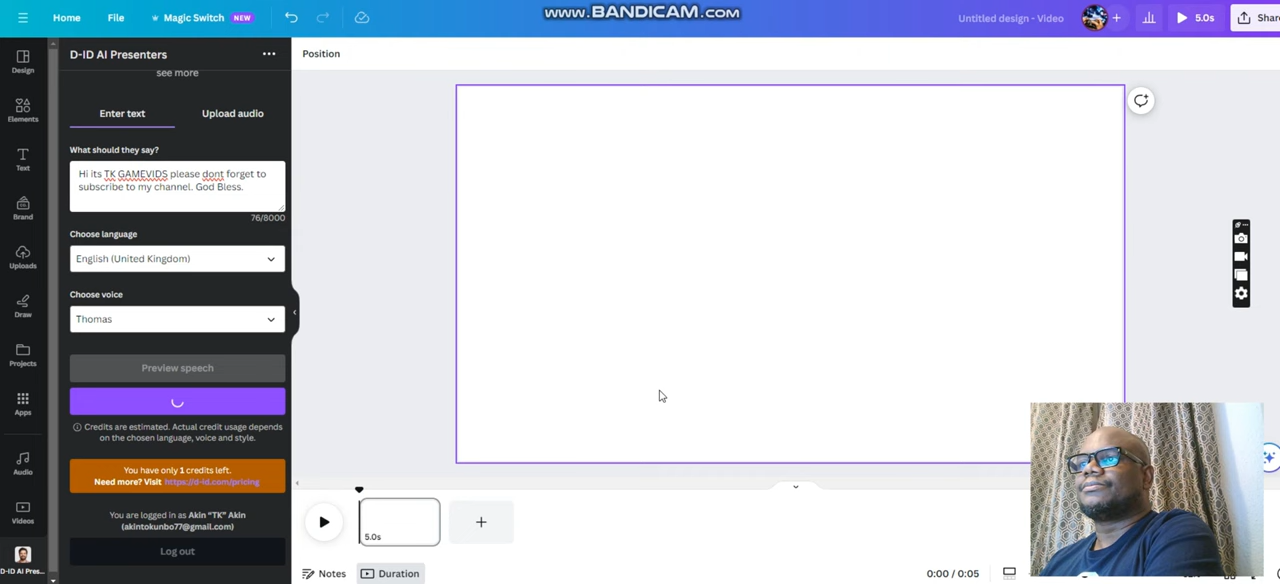 www.BANDICAM.com
Home
File
Magic Switch NEW
Untitled design - Video
5.0s
Design
Elements
Text
Brand
Uploads
Draw
Projects
Apps
Audio
Videos
D-ID AI Pres...
D-ID AI Presenters
see more
Enter text
Upload audio
What should they say?
Hi its TK GAMEVIDS please dont forget to
subscribe to my channel. God Bless.
76/8000
Choose language
English (United Kingdom)
Choose voice
Thomas
Preview speech
Credits are estimated. Actual credit usage depends
on the chosen language, voice and style.
You have only 1 credits left.
Need more? Visit https://d-id.com/pricing
You are logged in as Akin "TK" Akin
(akintokunbo77@gmail.com)
Log out
Position
5.0s
Notes
Duration
0:00 / 0:05